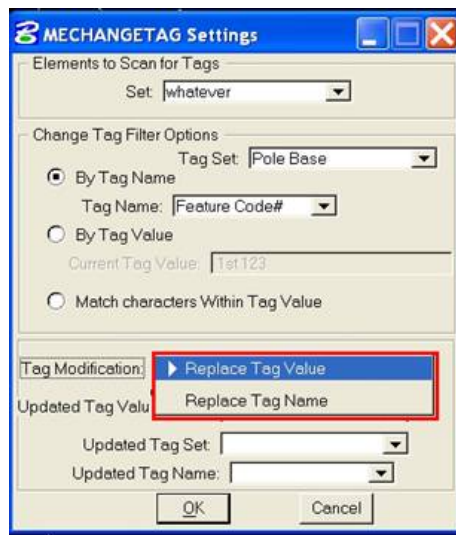 MECHANGETAG Settings
Elements to Scan for Tags
Set: whatever
Change Tag Filter Options
Tag Set: Pole Base
By Tag Name
Tag Name: Feature Code#
By Tag Value
Current Tag Value: 1st123
Match characters Within Tag Value
Tag Modification: Replace Tag Value
Updated Tag Valu Replace Tag Name
Updated Tag Set:
Updated Tag Name:
OK Cancel